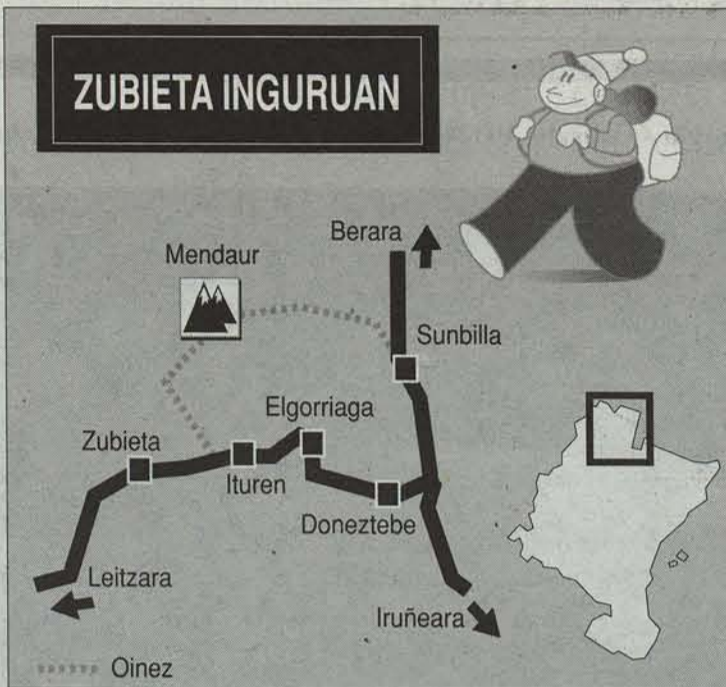 ZUBIETA INGURUAN
Berara
Mendaur
Sunbilla
Elgorriaga
Zubieta
Ituren
Doneztebe
Leitzara
Iruñeara
Oinez